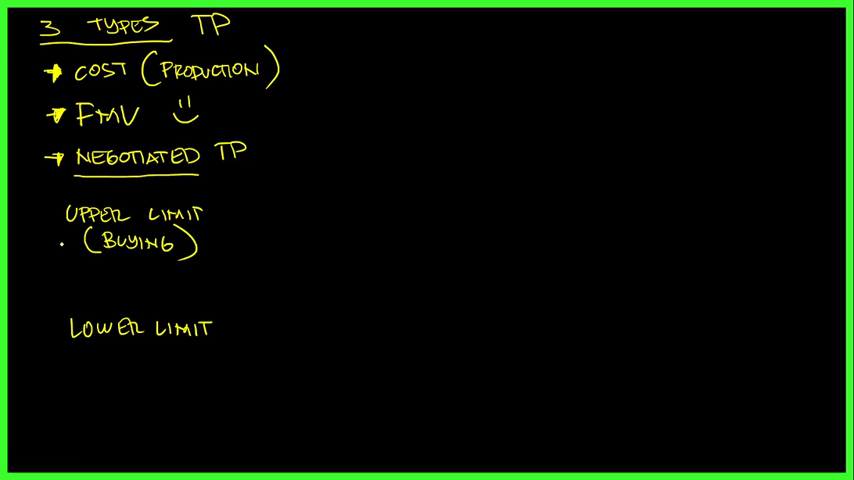 3 TYPES TP
→ COST (PRODUCTION)
→ FMV
→ NEGOTIATED TP
UPPER LIMIT
(BUYING)
LOWER LIMIT